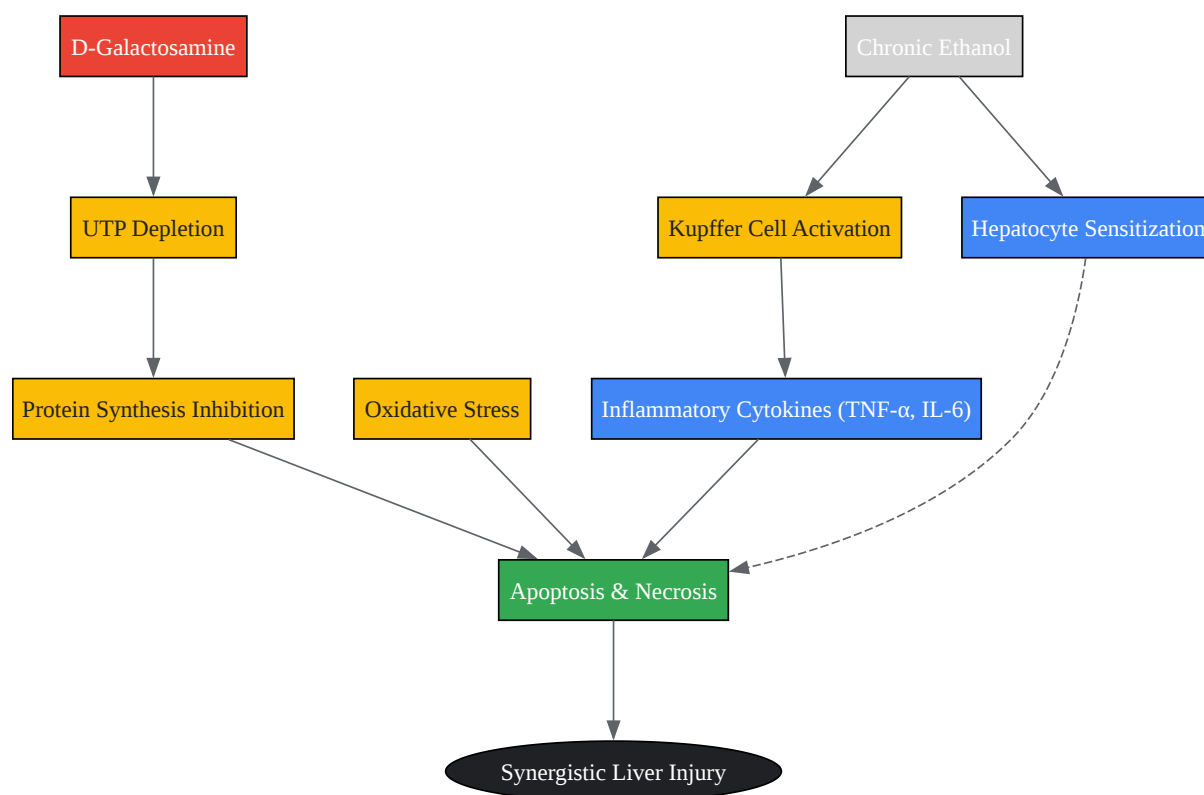 D-Galactosamine
Chronic Ethanol
UTP Depletion
Kupffer Cell Activation
Hepatocyte Sensitization
Protein Synthesis Inhibition
Oxidative Stress
Inflammatory Cytokines (TNF-α, IL-6)
Apoptosis & Necrosis
Synergistic Liver Injury